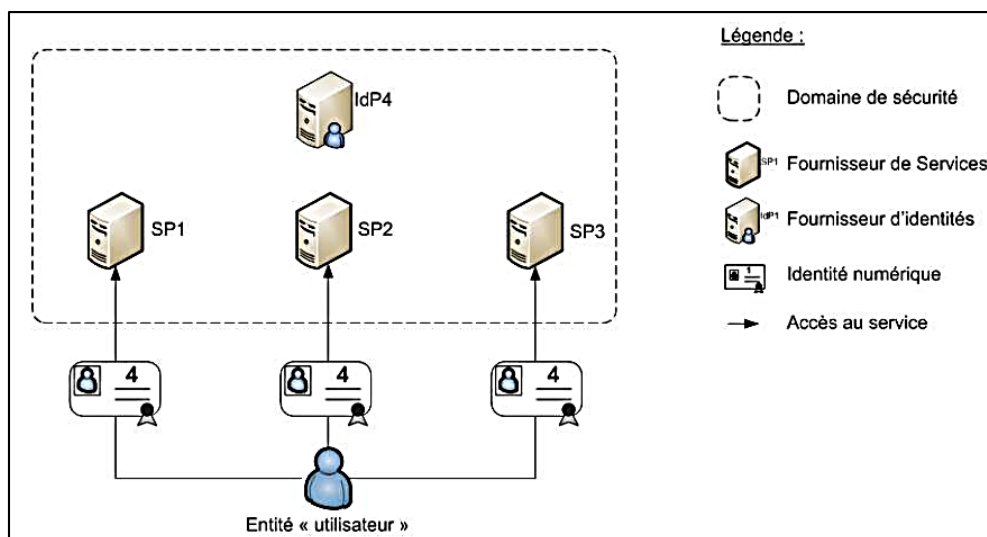 IdP4
SP1
SP2
SP3
4
4
4
Entité « utilisateur »
Légende :
Domaine de sécurité
SP1 Fournisseur de Services
IdP1 Fournisseur d'identités
1
Identité numérique
Accès au service